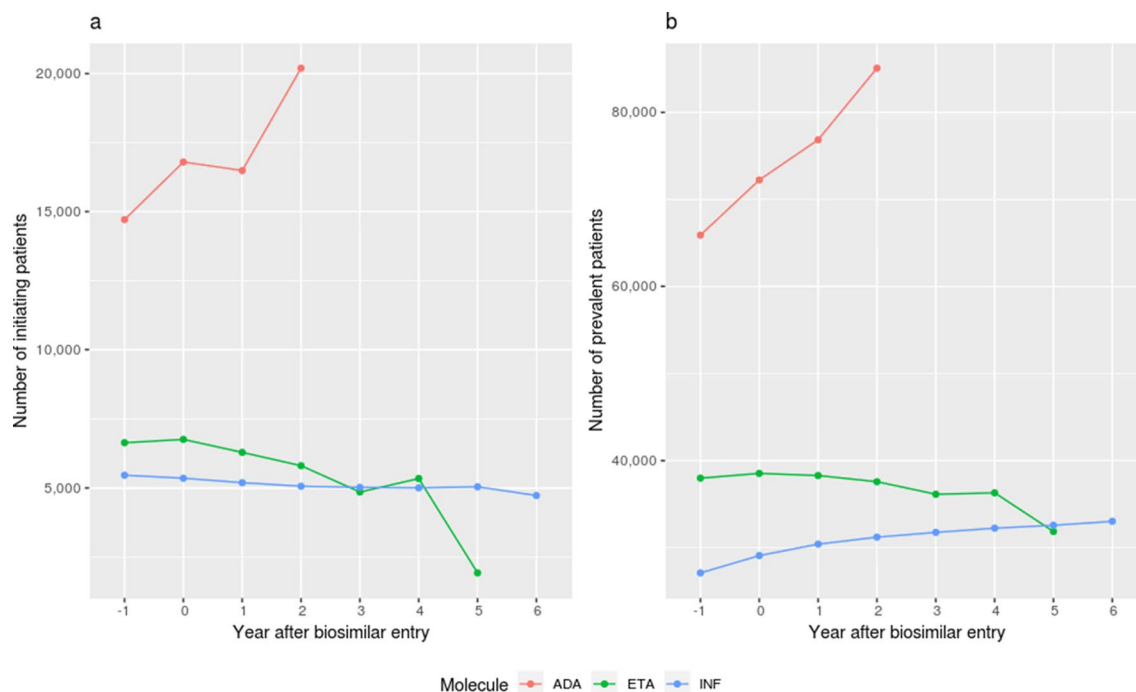 a
20,000
15,000
10,000
5,000
Number of initiating patients
-1 0 1 2 3 4 5 6
Year after biosimilar entry
b
80,000
60,000
40,000
Number of prevalent patients
-1 0 1 2 3 4 5 6
Year after biosimilar entry
Molecule ADA ETA INF